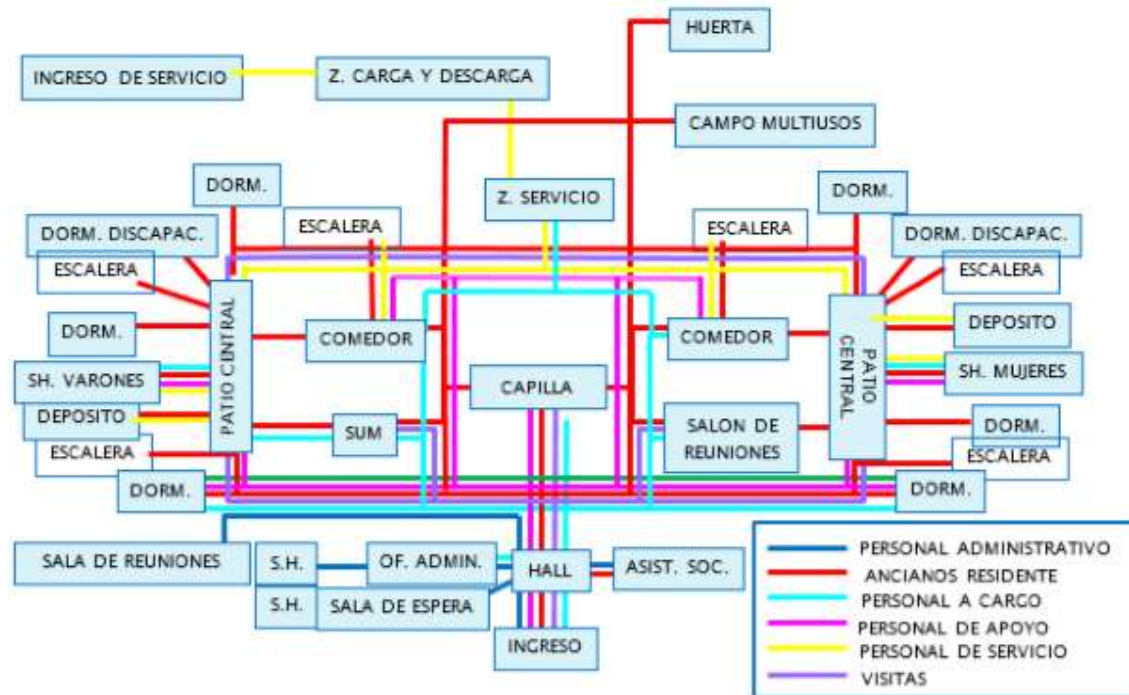 HUERTA
INGRESO DE SERVICIO
Z. CARGA Y DESCARGA
CAMPO MULTIUSOS
DORM.
Z. SERVICIO
DORM.
ESCALERA
ESCALERA
DORM. DISCAPAC.
DORM. DISCAPAC.
ESCALERA
ESCALERA
DORM.
PATIO CENTRAL
COMEDOR
COMEDOR
PATIO
CENTRAL
DEPOSITO
SH. VARONES
CAPILLA
SH. MUJERES
DEPOSITO
SUM
SALON DE
REUNIONES
DORM.
ESCALERA
ESCALERA
DORM.
DORM.
SALA DE REUNIONES
S.H.
OF. ADMIN.
HALL
ASIST. SOC.
S.H.
SALA DE ESPERA
INGRESO
PERSONAL ADMINISTRATIVO
ANCIANOS RESIDENTE
PERSONAL A CARGO
PERSONAL DE APOYO
PERSONAL DE SERVICIO
VISITAS